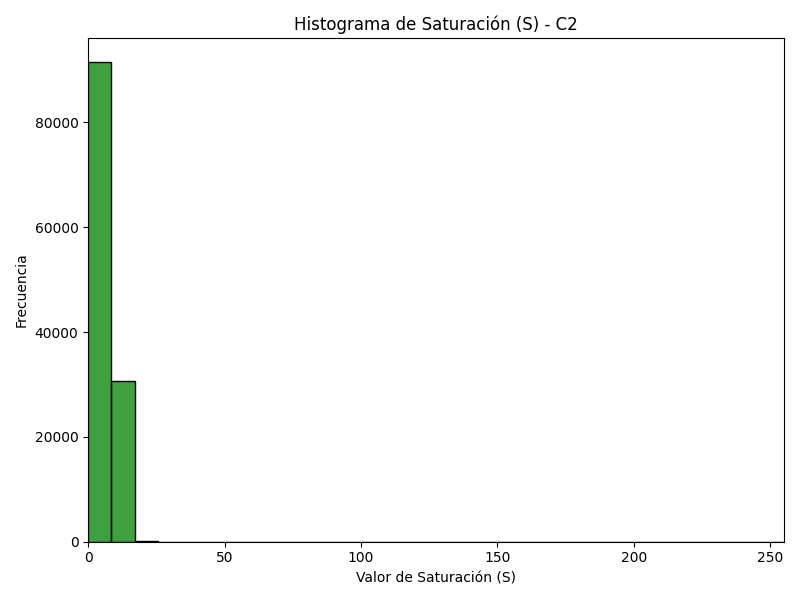 Histograma de Saturación (S) - C2
Frecuencia
80000
60000
40000
20000
0
0 50 100 150 200 250
Valor de Saturación (S)